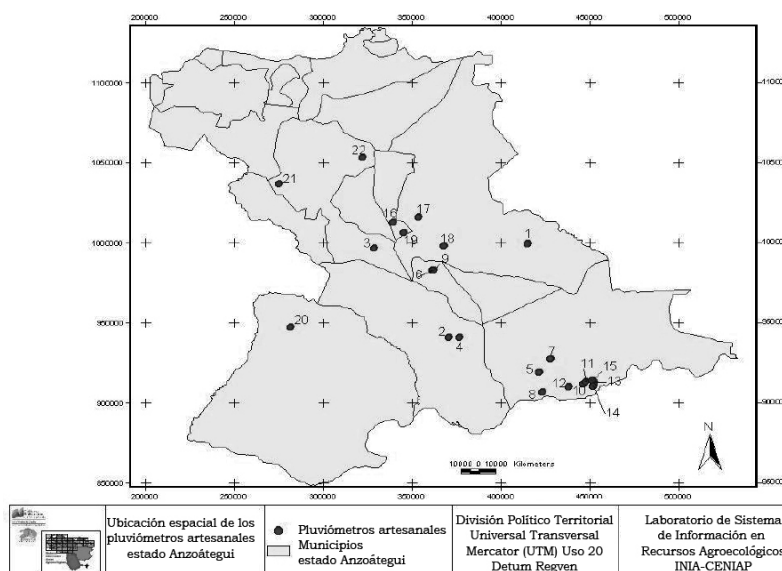 200000 250000 300000 350000 400000 450000 500000
1100000
1050000
1000000
950000
900000
850000
22
21
16
17
3
19
18
1
9
6
20
2
4
7
5
8
11
15
12
10
13
14
N
10000 0 10000 Kilometers
200000 250000 300000 350000 400000 450000 500000
Ubicación espacial de los
pluviómetros artesanales
estado Anzoátegui
Pluviómetros artesanales
Municipios
estado Anzoátegui
División Político Territorial
Universal Transversal
Mercator (UTM) Uso 20
Detum Regven
Laboratorio de Sistema
de Información en
Recursos Agroecológicos
INIA-CENIAP